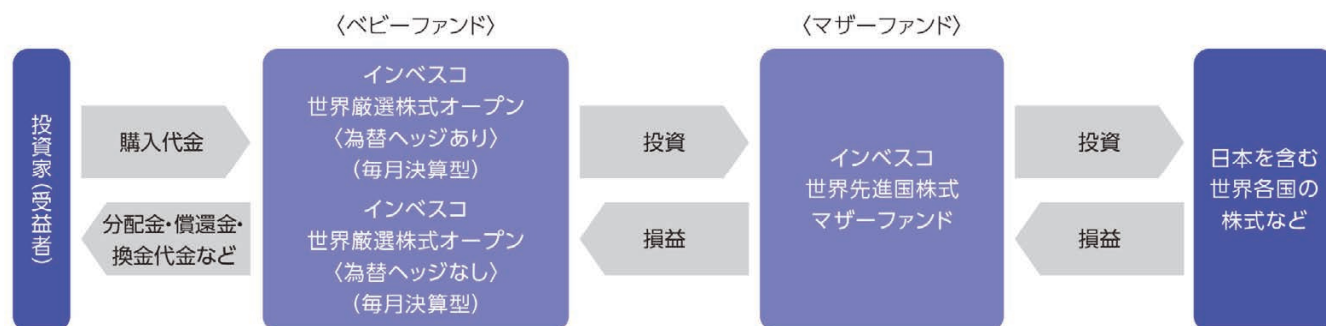 〈ベビーファンド〉
〈マザーファンド〉
投資家(受益者)
購入代金
分配金・償還金・
換金代金など
インベスコ
世界厳選株式オープン
〈為替ヘッジあり〉
(毎月決算型)
インベスコ
世界厳選株式オープン
〈為替ヘッジなし〉
(毎月決算型)
投資
損益
インベスコ
世界先進国株式
マザーファンド
投資
損益
日本を含む
世界各国の
株式など